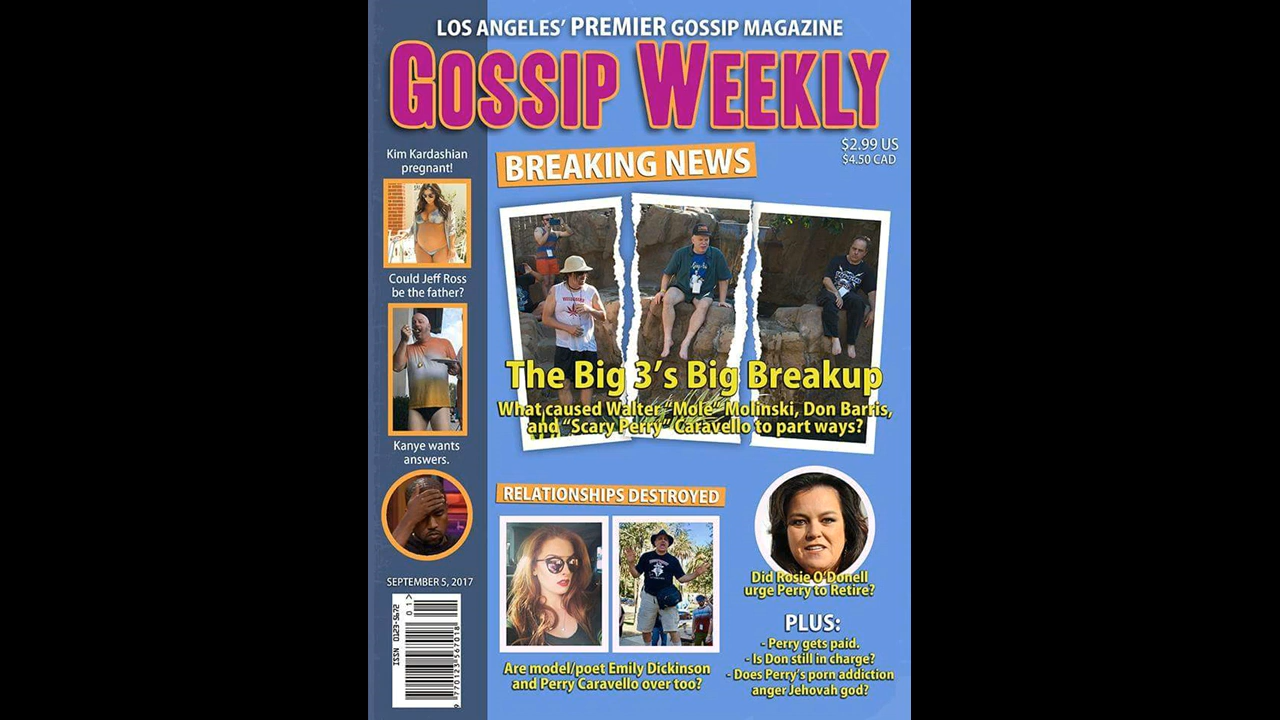 LOS ANGELES' PREMIER GOSSIP MAGAZINE
GOSSIP WEEKLY
$2.99 US
$4.50 CAD
Kim Kardashian
pregnant!
Could Jeff Ross
be the father?
Kanye wants
answers.
SEPTEMBER 5, 2017
ISSN 0123-5672
01>
9 770123 567018
BREAKING NEWS
The Big 3's Big Breakup
What caused Walter "Mole" Molinski, Don Barris,
and "Scary Perry" Caravello to part ways?
RELATIONSHIPS DESTROYED
Are model/poet Emily Dickinson
and Perry Caravello over too?
Did Rosie O'Donell
urge Perry to Retire?
PLUS:
- Perry gets paid.
- Is Don still in charge?
- Does Perry's porn addiction
anger Jehovah god?